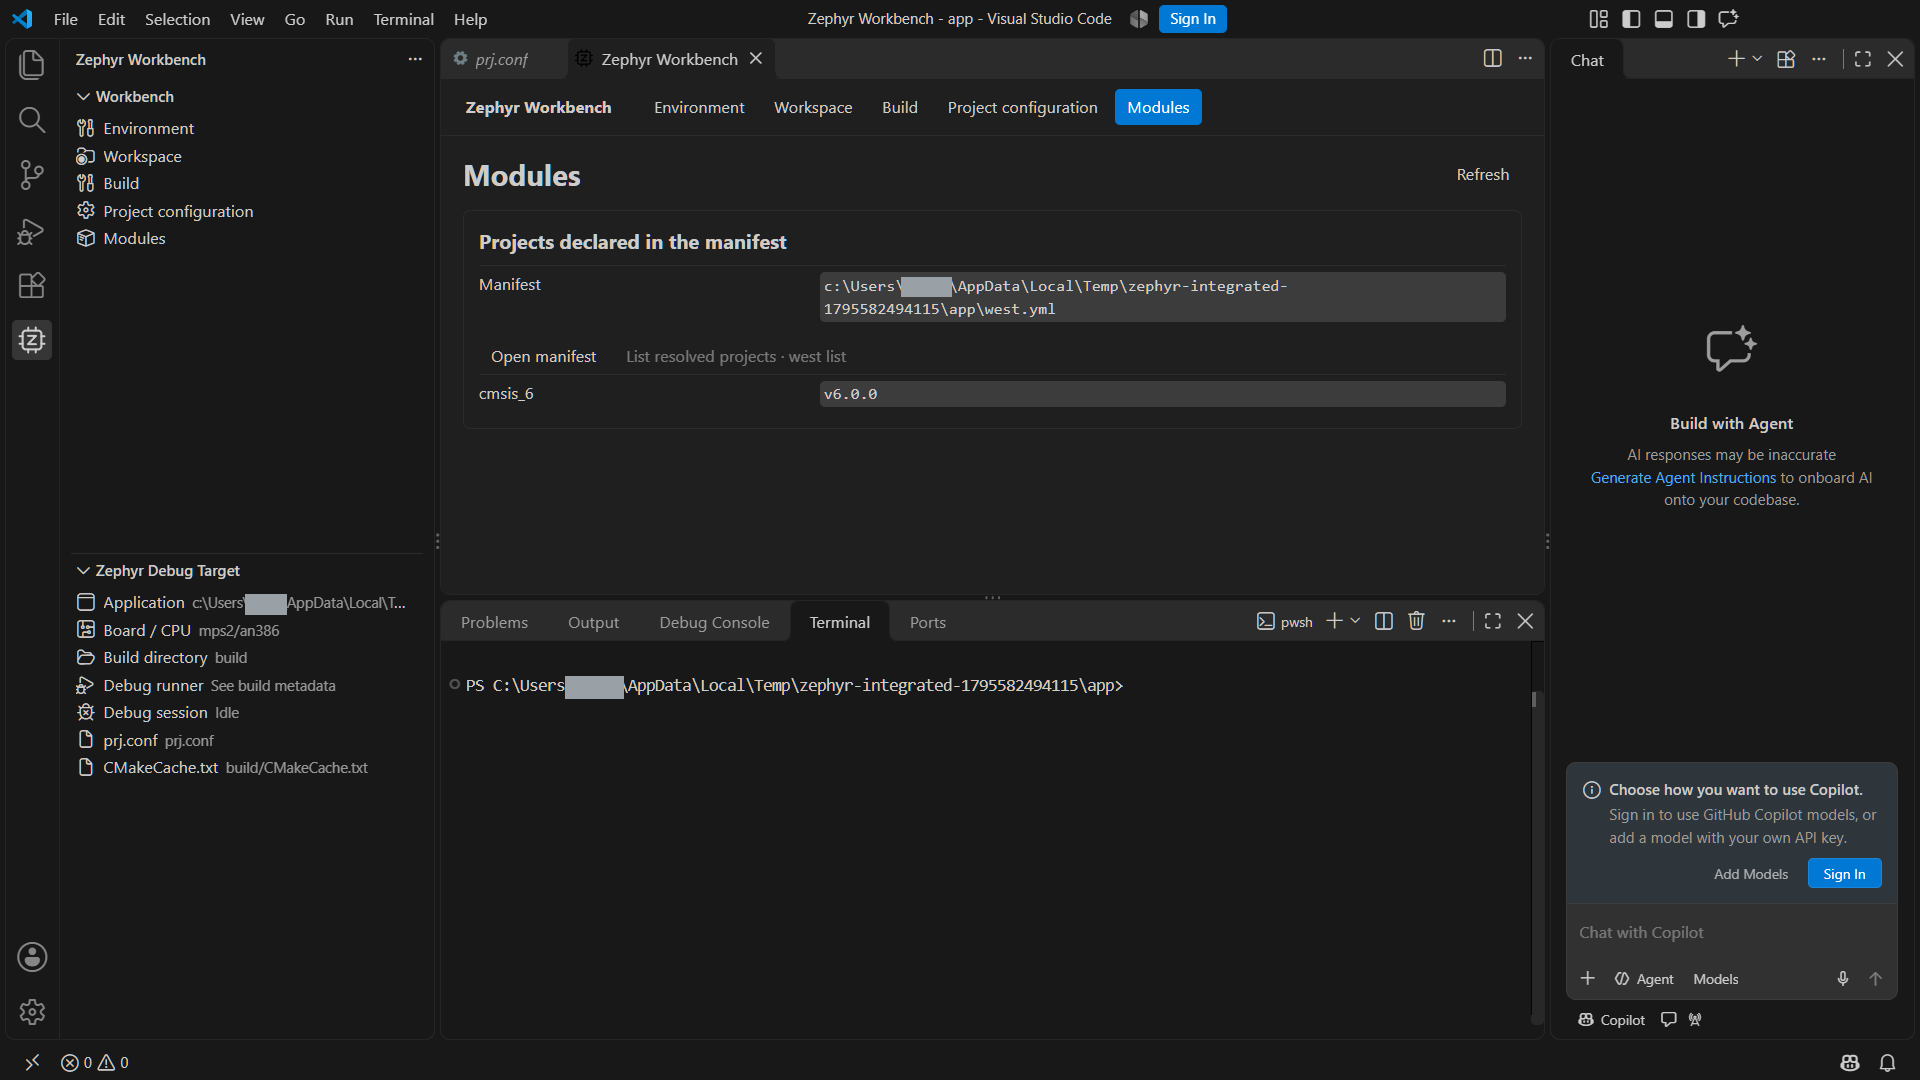 File Edit Selection View Go Run Terminal Help
Zephyr Workbench - app - Visual Studio Code
Sign In
Zephyr Workbench
Workbench
Environment
Workspace
Build
Project configuration
Modules
Zephyr Debug Target
Application c:\Users\ AppData\Local\T...
Board / CPU mps2/an386
Build directory build
Debug runner See build metadata
Debug session Idle
prj.conf prj.conf
CMakeCache.txt build/CMakeCache.txt
prj.conf
Zephyr Workbench
Zephyr Workbench Environment Workspace Build Project configuration Modules
Modules
Refresh
Projects declared in the manifest
Manifest
c:\Users\ \AppData\Local\Temp\zephyr-integrated-
1795582494115\app\west.yml
Open manifest List resolved projects · west list
cmsis_6 v6.0.0
Problems Output Debug Console Terminal Ports
pwsh
PS C:\Users \AppData\Local\Temp\zephyr-integrated-1795582494115\app>
Chat
Build with Agent
AI responses may be inaccurate
Generate Agent Instructions to onboard AI
onto your codebase.
Choose how you want to use Copilot.
Sign in to use GitHub Copilot models, or
add a model with your own API key.
Add Models Sign In
Chat with Copilot
Agent Models
Copilot
0 0